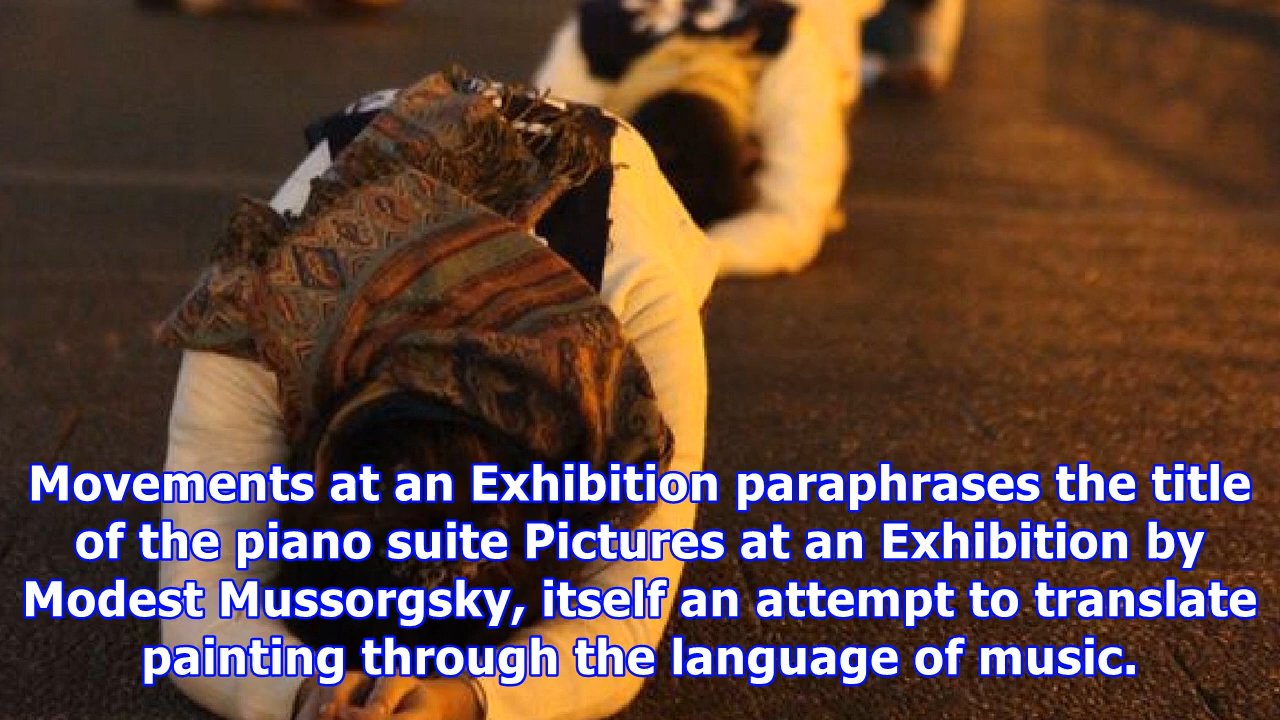 Movements at an Exhibition paraphrases the title
of the piano suite Pictures at an Exhibition by
Modest Mussorgsky, itself an attempt to translate
painting through the language of music.